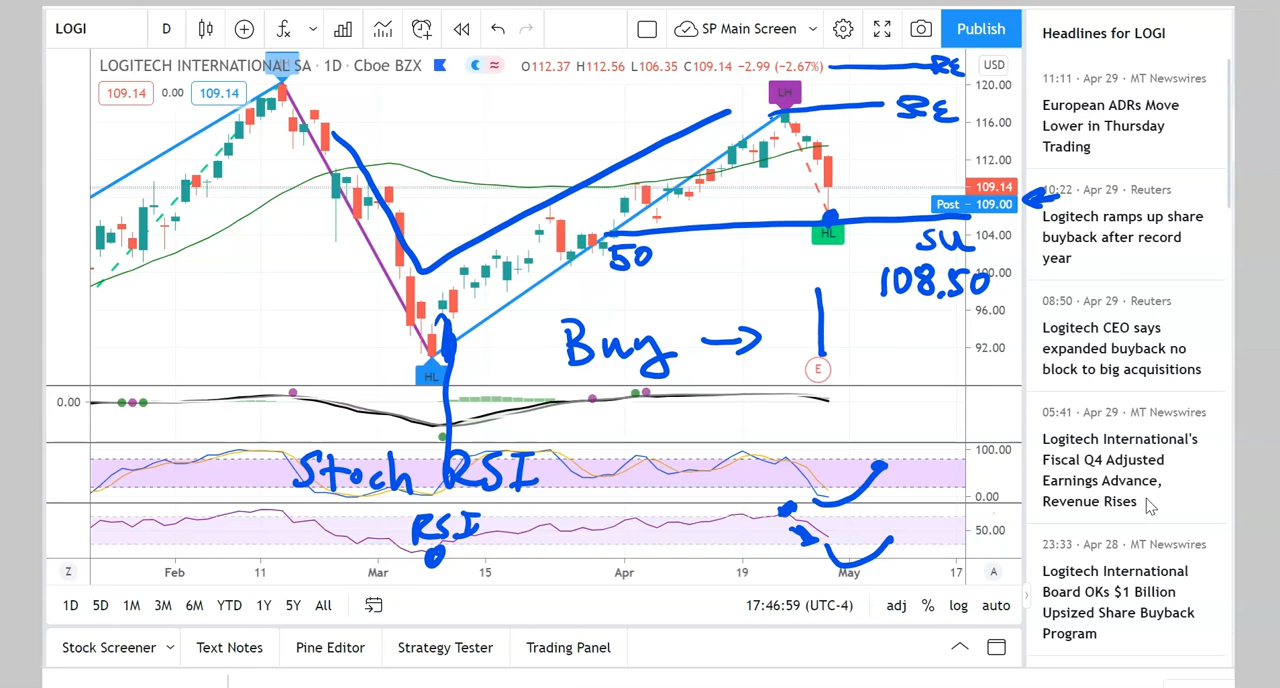 LOGI D SP Main Screen Publish
LOGITECH INTERNATIONAL SA · 1D · Cboe BZX O112.37 H112.56 L106.35 C109.14 −2.99 (−2.67%) RE USD
109.14 0.00 109.14
120.00
LH
RE
116.00
112.00
109.14
Post 109.00
HL
104.00
SU
50
100.00
108.50
96.00
Buy
92.00
E
HL
0.00
100.00
Stoch RSI
0.00
RSI
50.00
Z Feb 11 Mar 15 Apr 19 May 17 A
1D 5D 1M 3M 6M YTD 1Y 5Y All 17:46:59 (UTC-4) adj % log auto
Stock Screener Text Notes Pine Editor Strategy Tester Trading Panel
Headlines for LOGI
11:11 · Apr 29 · MT Newswires
European ADRs Move
Lower in Thursday
Trading
10:22 · Apr 29 · Reuters
Logitech ramps up share
buyback after record
year
08:50 · Apr 29 · Reuters
Logitech CEO says
expanded buyback no
block to big acquisitions
05:41 · Apr 29 · MT Newswires
Logitech International's
Fiscal Q4 Adjusted
Earnings Advance,
Revenue Rises
23:33 · Apr 28 · MT Newswires
Logitech International
Board OKs $1 Billion
Upsized Share Buyback
Program